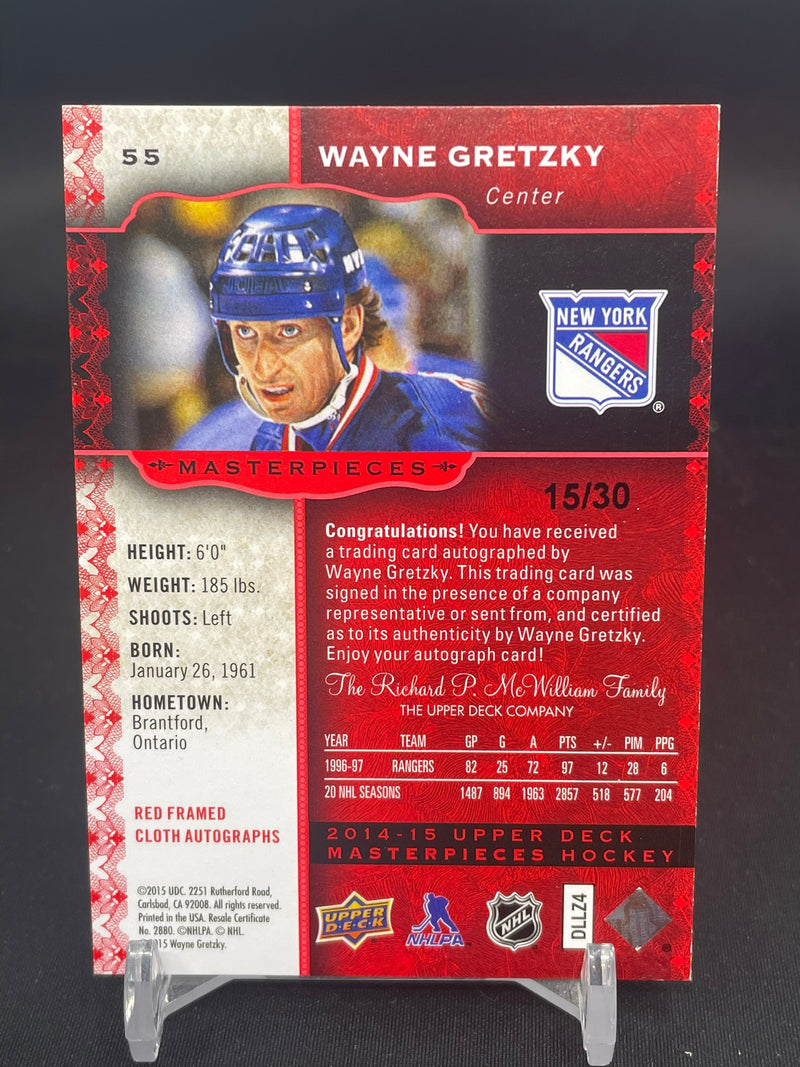 55
WAYNE GRETZKY
Center
NEW YORK
RANGERS
®
MASTERPIECES
15/30
HEIGHT: 6'0"
WEIGHT: 185 lbs.
SHOOTS: Left
BORN:
January 26, 1961
HOMETOWN:
Brantford,
Ontario
RED FRAMED
CLOTH AUTOGRAPHS
Congratulations! You have received
a trading card autographed by
Wayne Gretzky. This trading card was
signed in the presence of a company
representative or sent from, and certified
as to its authenticity by Wayne Gretzky.
Enjoy your autograph card!
The Richard P. McWilliam Family
THE UPPER DECK COMPANY
YEAR TEAM GP G A PTS +/- PIM PPG
1996-97 RANGERS 82 25 72 97 12 28 6
20 NHL SEASONS 1487 894 1963 2857 518 577 204
2014-15 UPPER DECK
MASTERPIECES HOCKEY
©2015 UDC. 2251 Rutherford Road,
Carlsbad, CA 92008. All rights reserved.
Printed in the USA. Resale Certificate
No. 2880. ©NHLPA. © NHL.
2015 Wayne Gretzky.
UPPER
DECK
NHLPA
NHL
DLLZ4